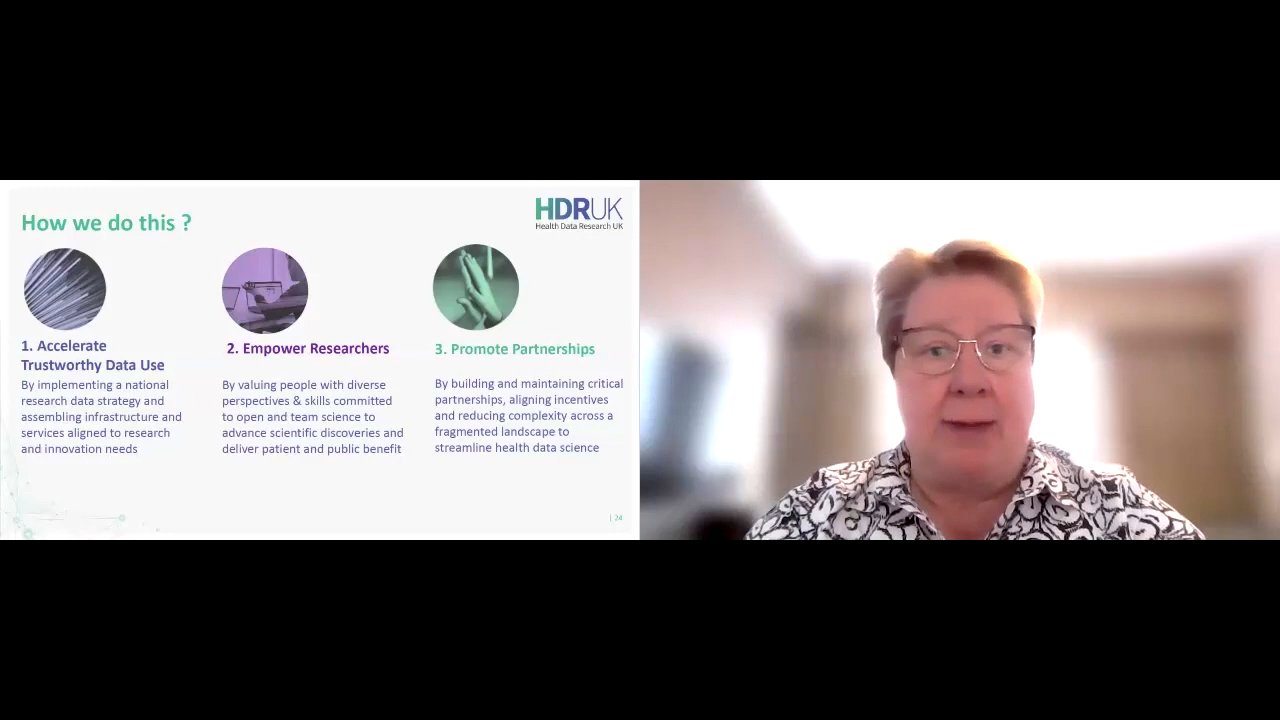 How we do this ?
HDRUK
Health Data Research UK
1. Accelerate
Trustworthy Data Use
By implementing a national
research data strategy and
assembling infrastructure and
services aligned to research
and innovation needs
2. Empower Researchers
By valuing people with diverse
perspectives & skills committed
to open and team science to
advance scientific discoveries and
deliver patient and public benefit
3. Promote Partnerships
By building and maintaining critical
partnerships, aligning incentives
and reducing complexity across a
fragmented landscape to
streamline health data science
| 24